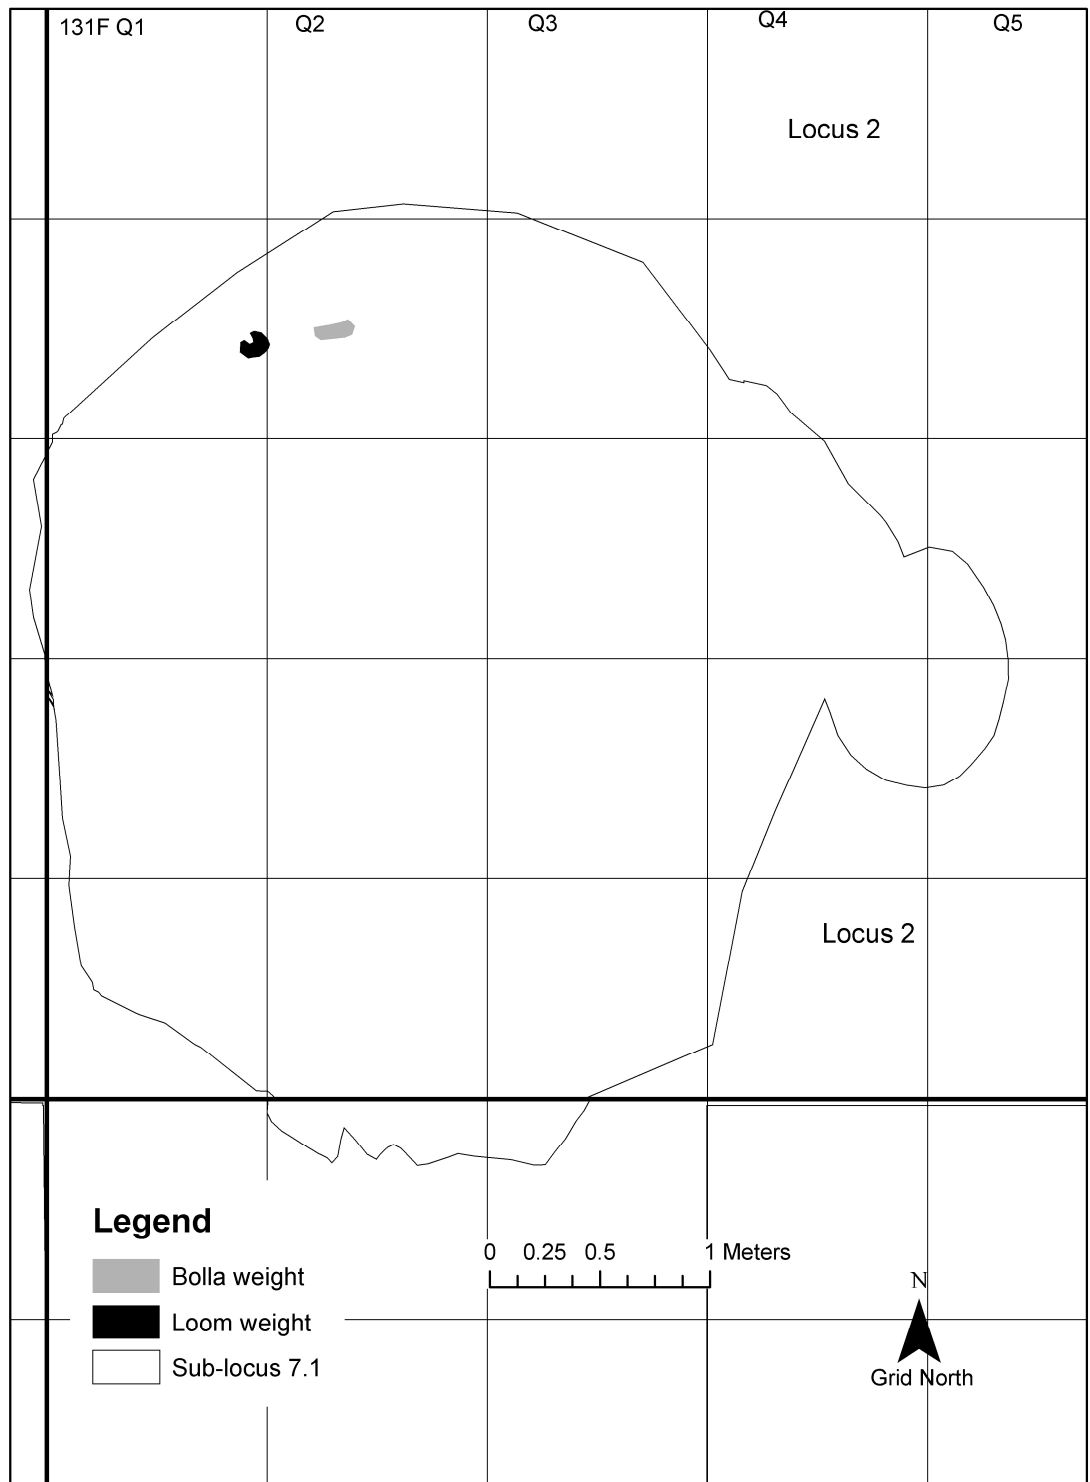 131F Q1 Q2 Q3 Q4 Q5
Locus 2
Locus 2
Legend
Bolla weight
Loom weight
Sub-locus 7.1
0 0.25 0.5 1 Meters
N
Grid North